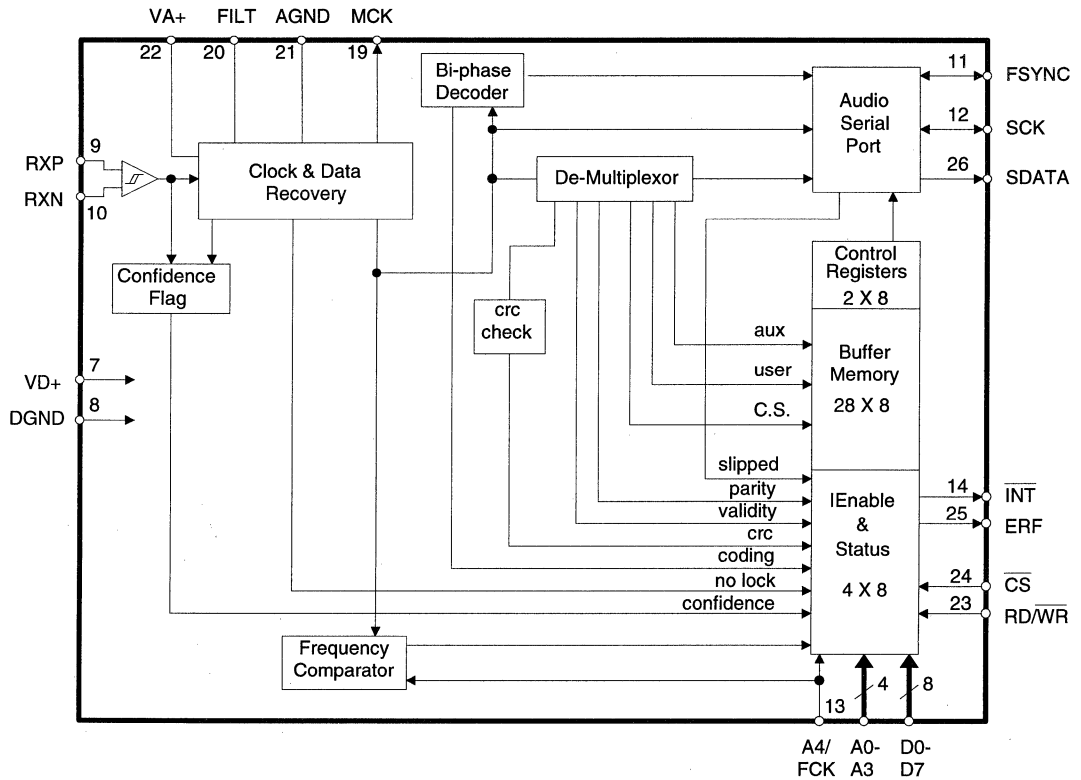 VA+ FILT AGND MCK
22 20 21 19
Bi-phase
Decoder
Audio
Serial
Port
11 FSYNC
12 SCK
26 SDATA
RXP 9
RXN 10
Clock & Data
Recovery
De-Multiplexor
Confidence
Flag
crc
check
Control
Registers
2 X 8
Buffer
Memory
28 X 8
aux
user
C.S.
VD+ 7
DGND 8
slipped
parity
validity
crc
coding
no lock
confidence
IEnable
&
Status
4 X 8
14 INT
25 ERF
24 CS
23 RD/WR
Frequency
Comparator
13 4 8
A4/
FCK
A0-
A3
D0-
D7